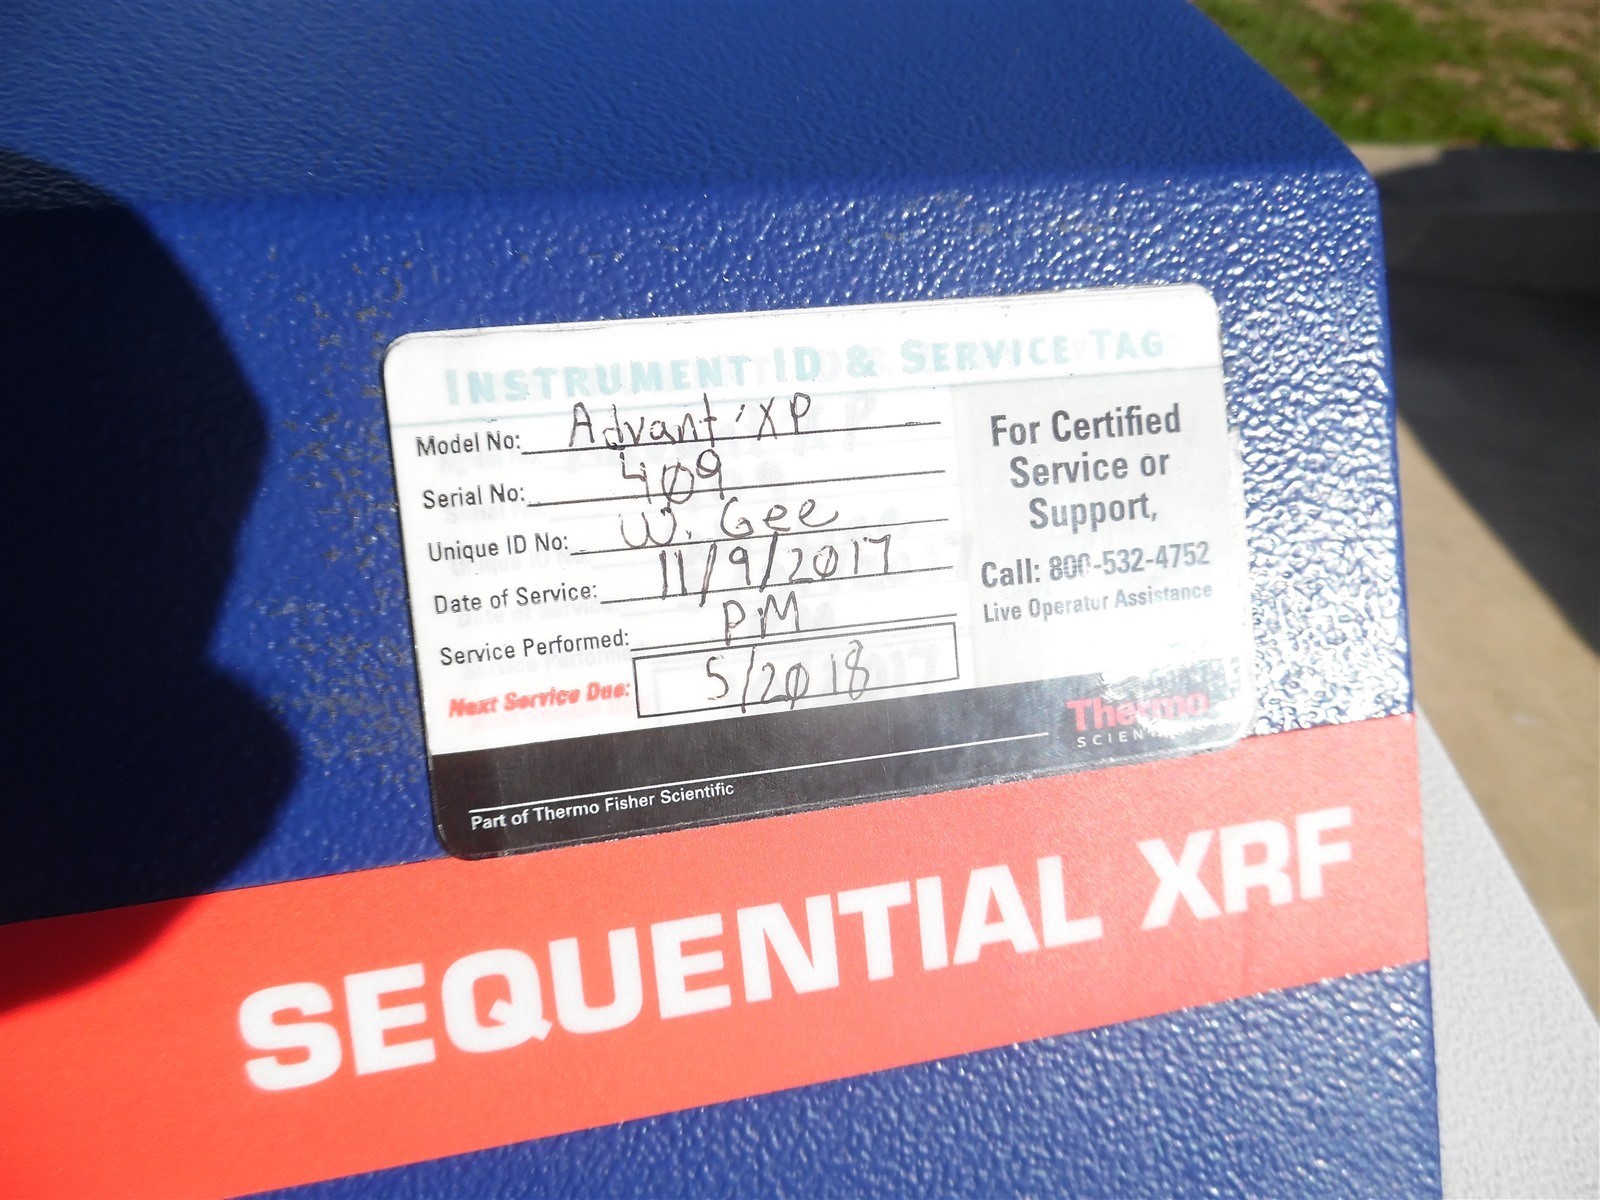 INSTRUMENT ID & SERVICE TAG
Model No: Advant'XP
Serial No: 409
Unique ID No: W. Gee
Date of Service: 11/9/2017
Service Performed: PM
Next Service Due: 5/2018
For Certified
Service or
Support,
Call: 800-532-4752
Live Operator Assistance
Thermo
SCIENTIFIC
Part of Thermo Fisher Scientific
SEQUENTIAL XRF